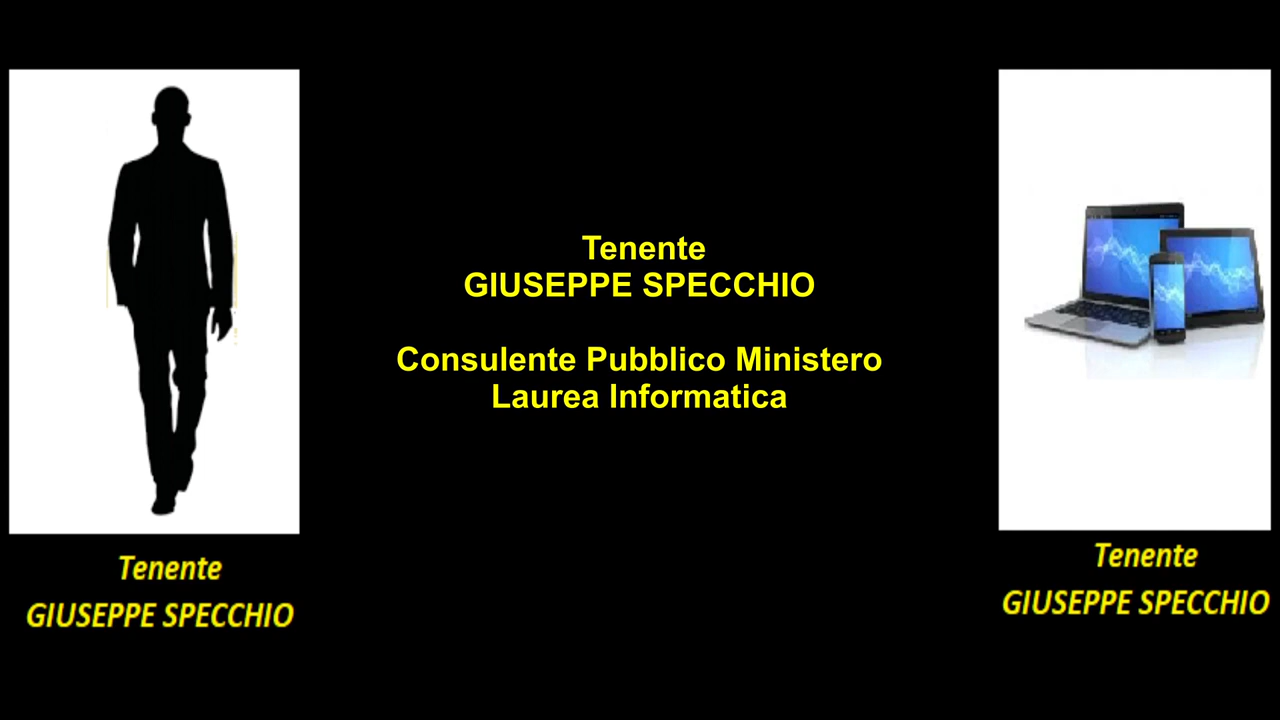 Tenente
GIUSEPPE SPECCHIO
Consulente Pubblico Ministero
Laurea Informatica
Tenente
GIUSEPPE SPECCHIO
Tenente
GIUSEPPE SPECCHIO